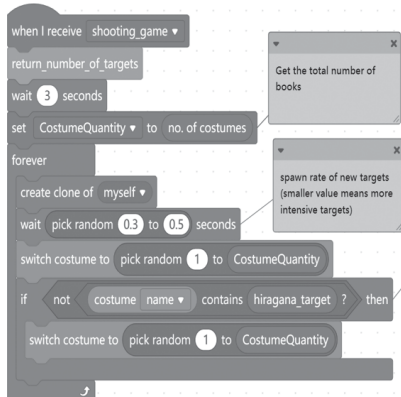 when I receive shooting_game
return_number_of_targets
wait 3 seconds
set CostumeQuantity to no. of costumes
Get the total number of
books
forever
create clone of myself
wait pick random 0.3 to 0.5 seconds
spawn rate of new targets
(smaller value means more
intensive targets)
switch costume to pick random 1 to CostumeQuantity
if not costume name contains hiragana_target ? then
switch costume to pick random 1 to CostumeQuantity